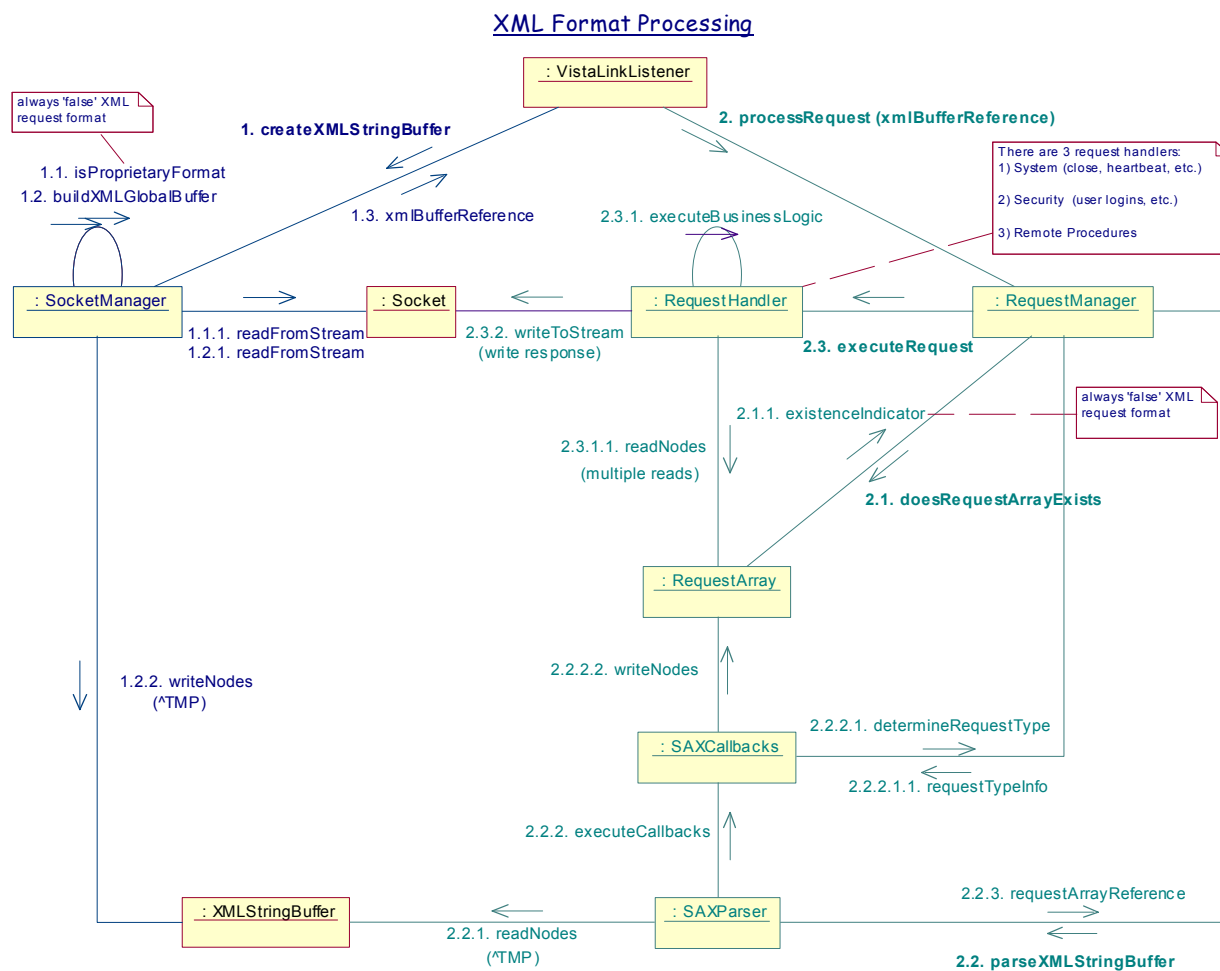 XML Format Processing
: VistaLinkListener
always 'false' XML
request format
1. createXMLStringBuffer
2. processRequest (xmlBufferReference)
There are 3 request handlers:
1) System (close, heartbeat, etc.)
2) Security (user logins, etc.)
3) Remote Procedures
1.1. isProprietaryFormat
1.2. buildXMLGlobalBuffer
1.3. xmlBufferReference
2.3.1. executeBusinessLogic
: SocketManager
: Socket
: RequestHandler
: RequestManager
1.1.1. readFromStream
1.2.1. readFromStream
2.3.2. writeToStream
(write response)
2.3. executeRequest
always 'false' XML
request format
2.1.1. existenceIndicator
2.3.1.1. readNodes
(multiple reads)
2.1. doesRequestArrayExists
: RequestArray
2.2.2.2. writeNodes
1.2.2. writeNodes
(^TMP)
2.2.2.1. determineRequestType
: SAXCallbacks
2.2.2.1.1. requestTypeInfo
2.2.2. executeCallbacks
2.2.3. requestArrayReference
: XMLStringBuffer
: SAXParser
2.2.1. readNodes
(^TMP)
2.2. parseXMLStringBuffer